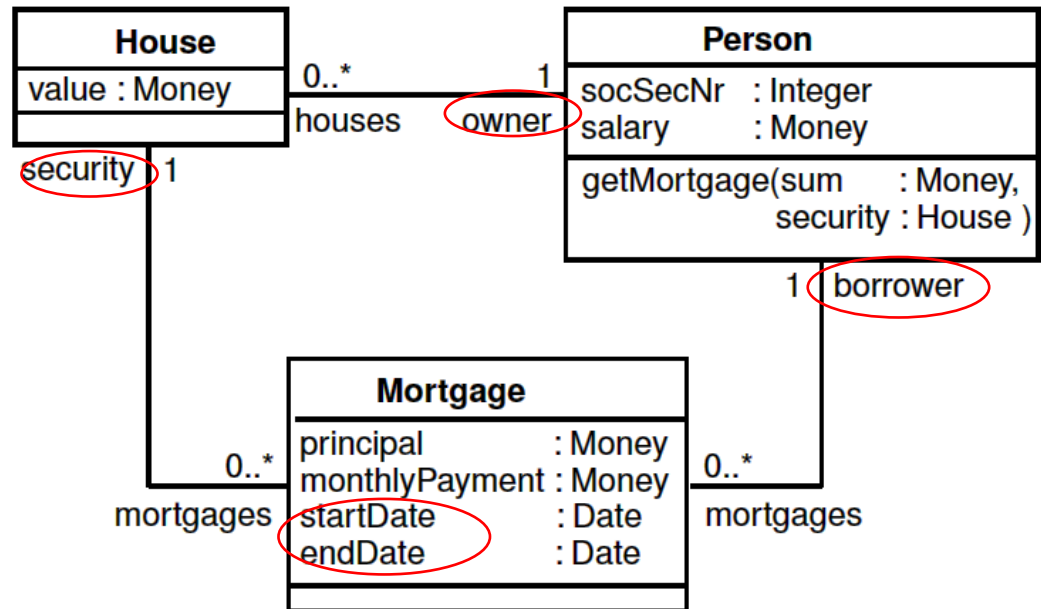 House
value : Money
0..*
1
houses
owner
Person
socSecNr : Integer
salary : Money
getMortgage(sum : Money,
security : House )
security
1
1
borrower
Mortgage
principal : Money
monthlyPayment : Money
startDate : Date
endDate : Date
0..*
mortgages
0..*
mortgages